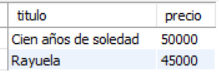 titulo precio
Cien años de soledad 50000
Rayuela 45000